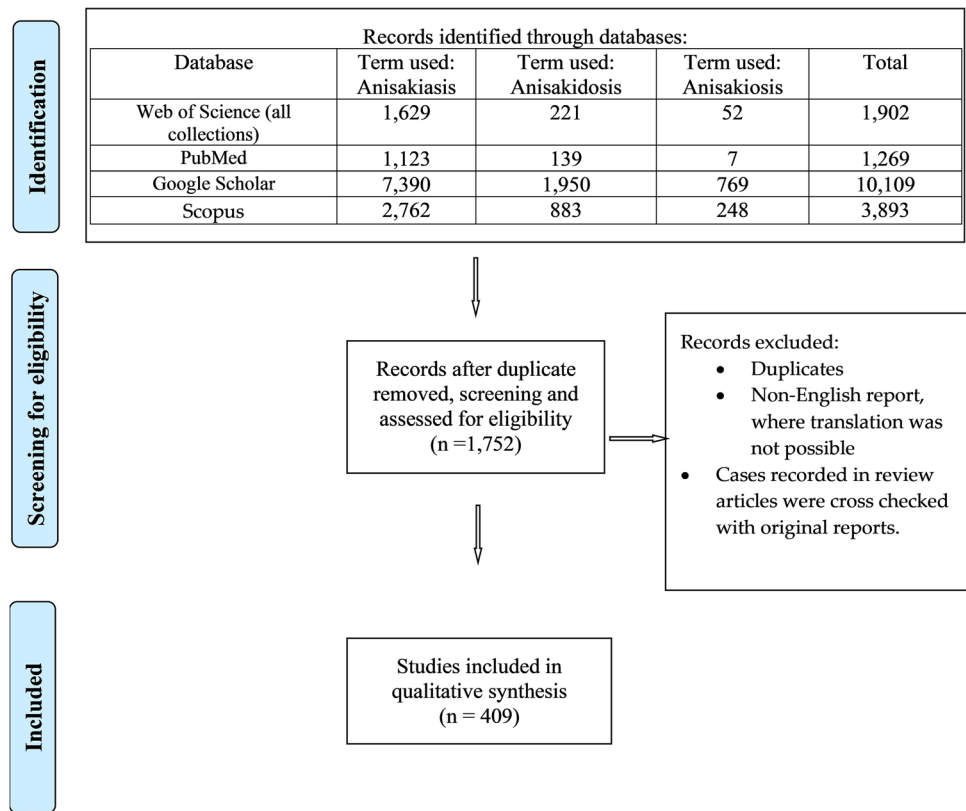 Identification
Records identified through databases:
Database Term used: Anisakiasis Term used: Anisakidosis Term used: Anisakiosis Total
Web of Science (all collections) 1,629 221 52 1,902
PubMed 1,123 139 7 1,269
Google Scholar 7,390 1,950 769 10,109
Scopus 2,762 883 248 3,893
Screening for eligibility
Records after duplicate
removed, screening and
assessed for eligibility
(n =1,752)
Records excluded:
• Duplicates
• Non-English report,
where translation was
not possible
• Cases recorded in review
articles were cross checked
with original reports.
Included
Studies included in
qualitative synthesis
(n = 409)